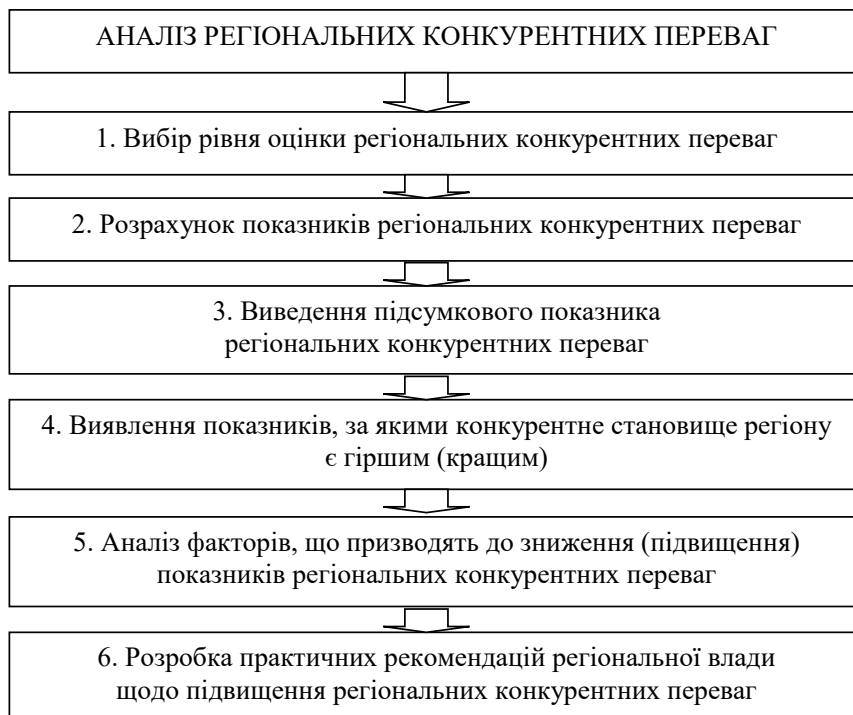 АНАЛІЗ РЕГІОНАЛЬНИХ КОНКУРЕНТНИХ ПЕРЕВАГ
1. Вибір рівня оцінки регіональних конкурентних переваг
2. Розрахунок показників регіональних конкурентних переваг
3. Виведення підсумкового показника
регіональних конкурентних переваг
4. Виявлення показників, за якими конкурентне становище регіону
є гіршим (кращим)
5. Аналіз факторів, що призводять до зниження (підвищення)
показників регіональних конкурентних переваг
6. Розробка практичних рекомендацій регіональної влади
щодо підвищення регіональних конкурентних переваг